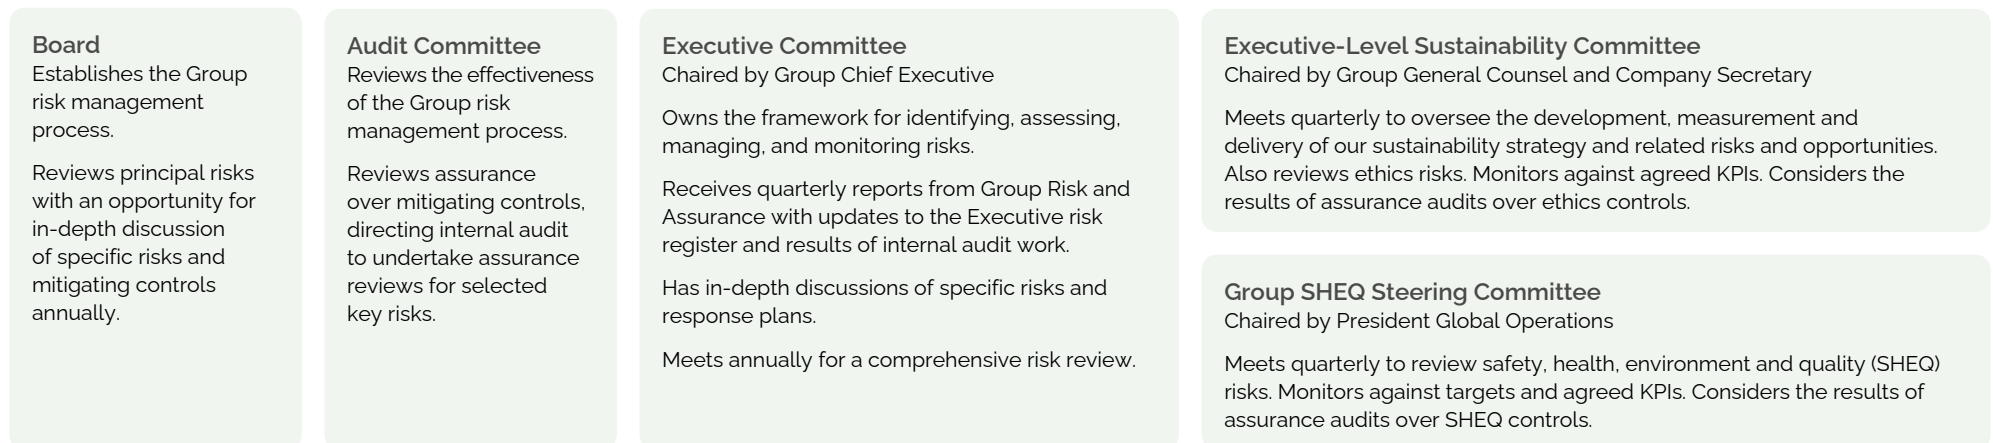 Board
Establishes the Group
risk management
process.
Reviews principal risks
with an opportunity for
in-depth discussion
of specific risks and
mitigating controls
annually.
Audit Committee
Reviews the effectiveness
of the Group risk
management process.
Reviews assurance
over mitigating controls,
directing internal audit
to undertake assurance
reviews for selected
key risks.
Executive Committee
Chaired by Group Chief Executive
Owns the framework for identifying, assessing,
managing, and monitoring risks.
Receives quarterly reports from Group Risk and
Assurance with updates to the Executive risk
register and results of internal audit work.
Has in-depth discussions of specific risks and
response plans.
Meets annually for a comprehensive risk review.
Executive-Level Sustainability Committee
Chaired by Group General Counsel and Company Secretary
Meets quarterly to oversee the development, measurement and
delivery of our sustainability strategy and related risks and opportunities.
Also reviews ethics risks. Monitors against agreed KPIs. Considers the
results of assurance audits over ethics controls.
Group SHEQ Steering Committee
Chaired by President Global Operations
Meets quarterly to review safety, health, environment and quality (SHEQ)
risks. Monitors against targets and agreed KPIs. Considers the results of
assurance audits over SHEQ controls.